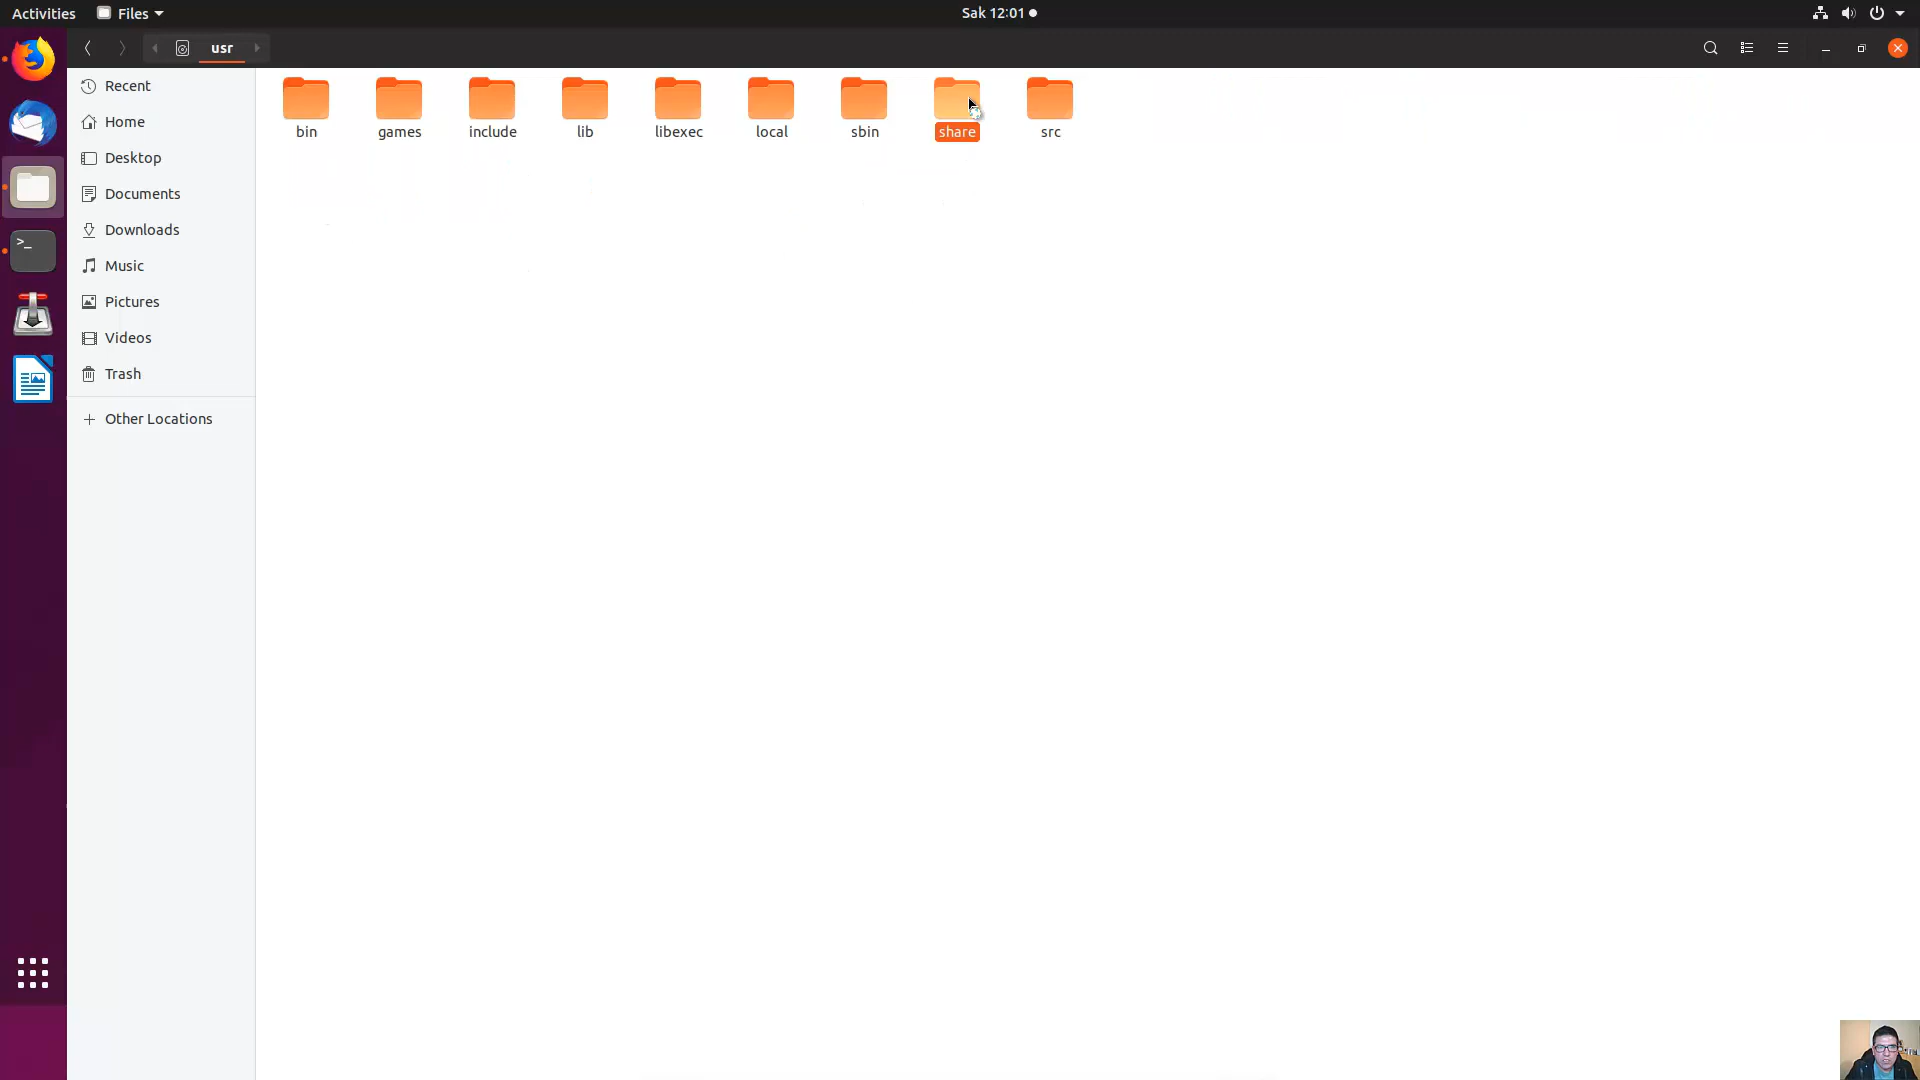 Activities Files Sak 12:01
usr
Recent
Home
Desktop
Documents
Downloads
Music
Pictures
Videos
Trash
Other Locations
bin games include lib libexec local sbin share src